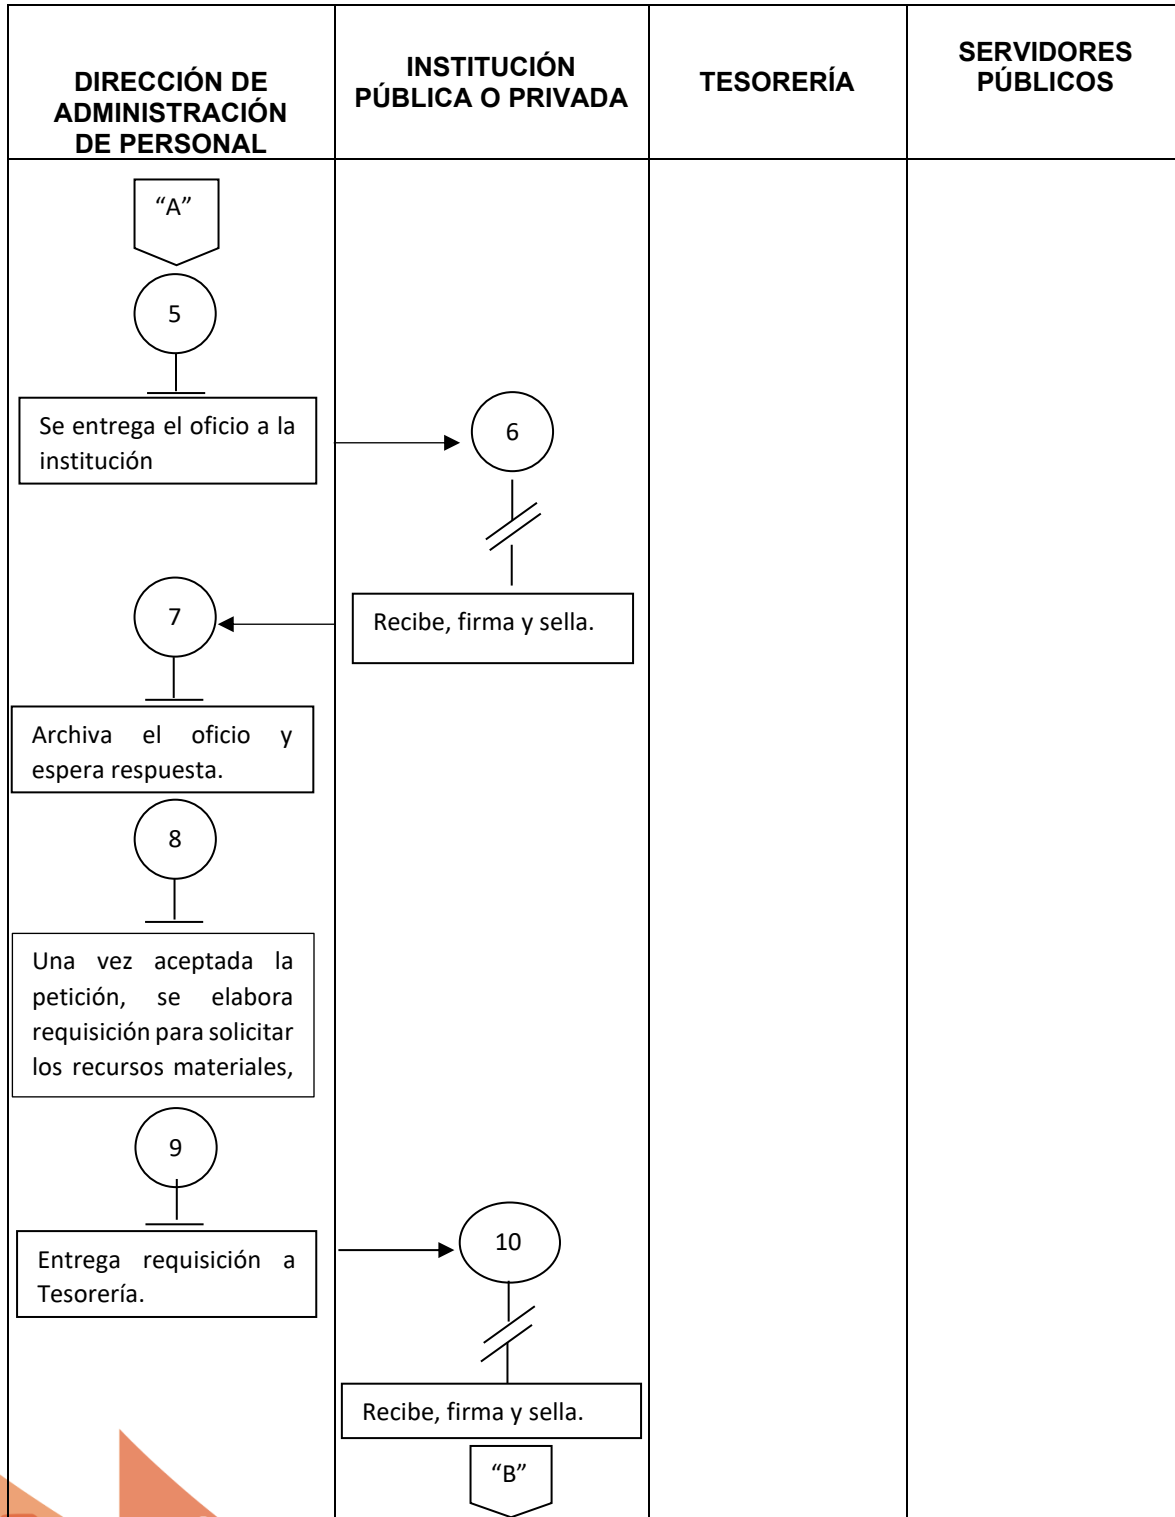 DIRECCIÓN DE
ADMINISTRACIÓN
DE PERSONAL
INSTITUCIÓN
PÚBLICA O PRIVADA
TESORERÍA
SERVIDORES
PÚBLICOS
“A”
5
Se entrega el oficio a la
institución
6
Recibe, firma y sella.
7
Archiva el oficio y
espera respuesta.
8
Una vez aceptada la
petición, se elabora
requisición para solicitar
los recursos materiales,
9
Entrega requisición a
Tesorería.
10
Recibe, firma y sella.
“B”